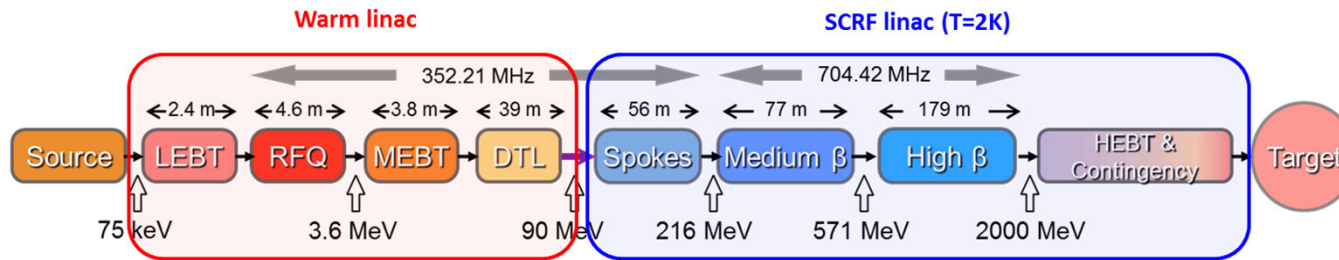 Warm linac
SCRF linac (T=2K)
352.21 MHz
704.42 MHz
2.4 m
4.6 m
3.8 m
39 m
56 m
77 m
179 m
Source
LEBT
RFQ
MEBT
DTL
Spokes
Medium β
High β
HEBT &
Contingency
Target
75 keV
3.6 MeV
90 MeV
216 MeV
571 MeV
2000 MeV